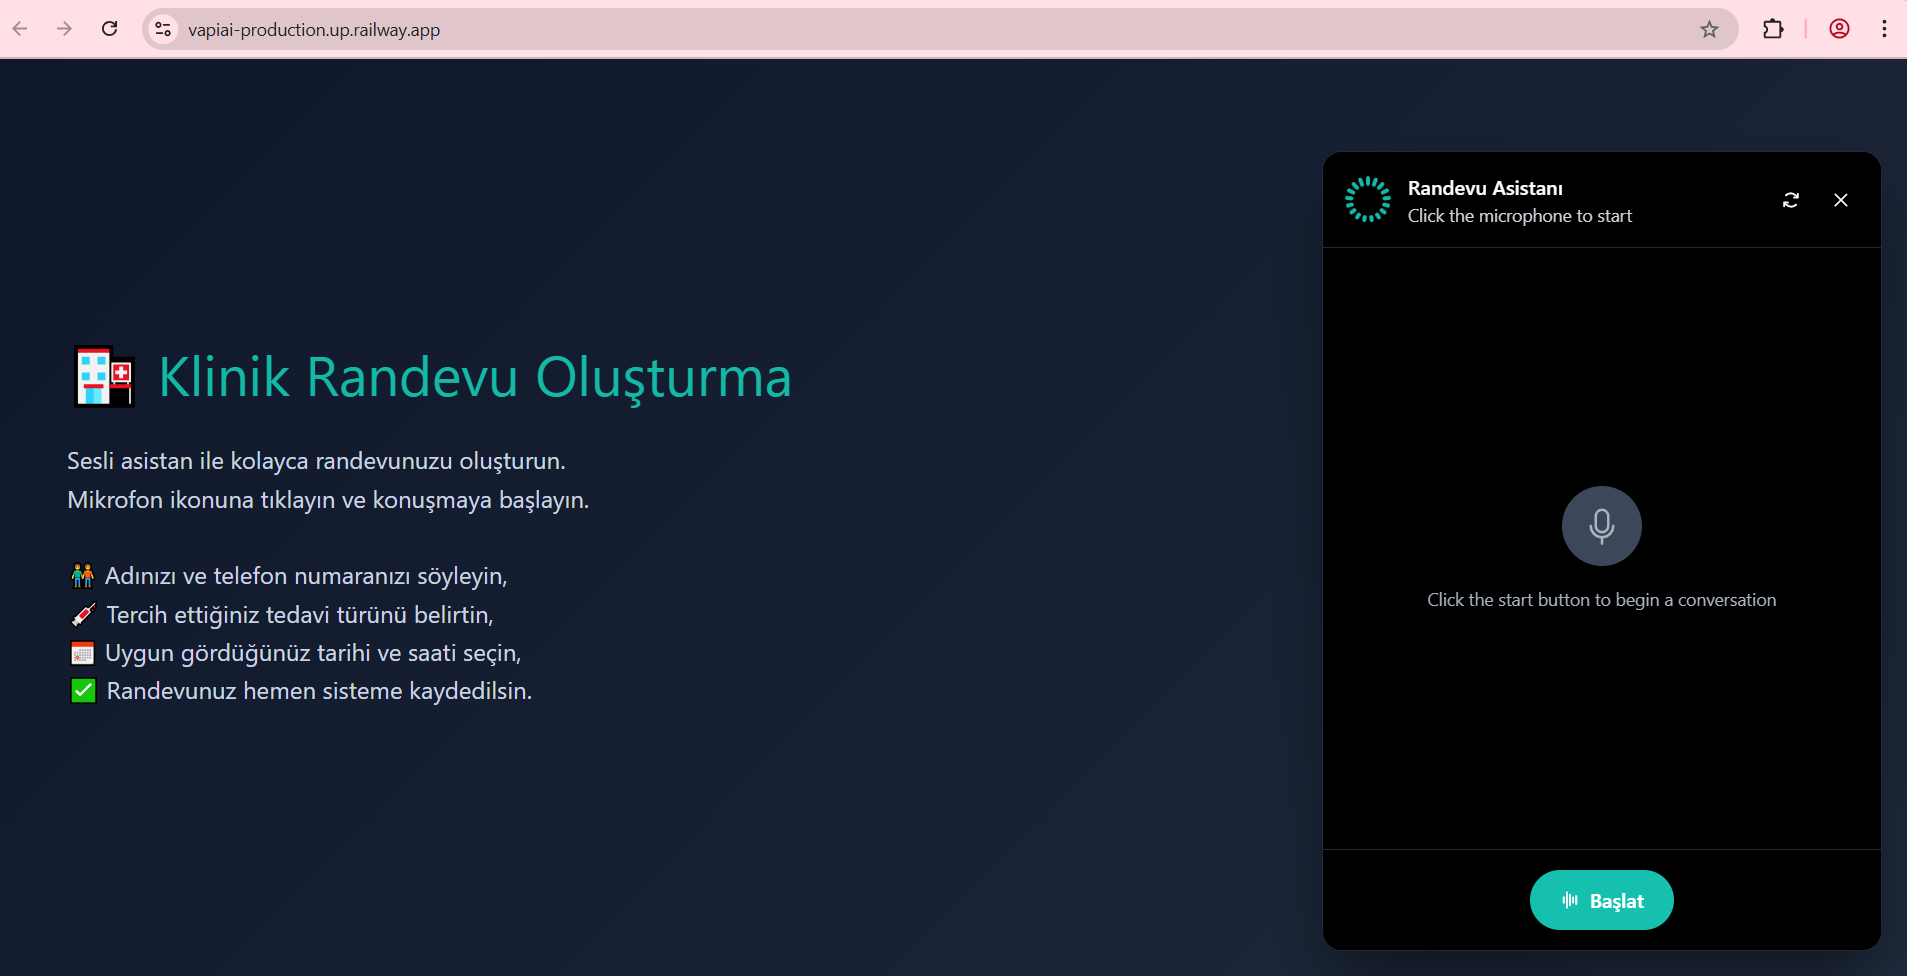 vapiai-production.up.railway.app
Klinik Randevu Oluşturma
Sesli asistan ile kolayca randevunuzu oluşturun.
Mikrofon ikonuna tıklayın ve konuşmaya başlayın.
Adınızı ve telefon numaranızı söyleyin,
Tercih ettiğiniz tedavi türünü belirtin,
Uygun gördüğünüz tarihi ve saati seçin,
Randevunuz hemen sisteme kaydedilsin.
Randevu Asistanı
Click the microphone to start
Click the start button to begin a conversation
Başlat